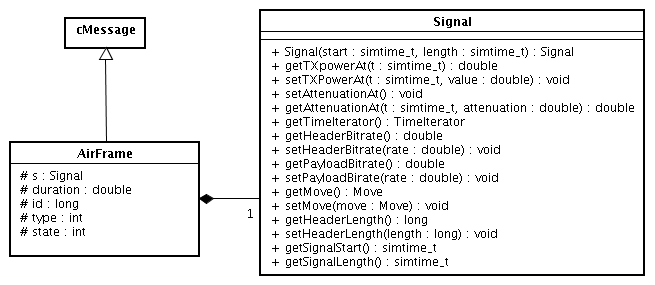 cMessage
AirFrame
# s : Signal
# duration : double
# id : long
# type : int
# state : int
1
Signal
+ Signal(start : simtime_t, length : simtime_t) : Signal
+ getTXpowerAt(t : simtime_t) : double
+ setTXPowerAt(t : simtime_t, value : double) : void
+ setAttenuationAt() : void
+ getAttenuationAt(t : simtime_t, attenuation : double) : double
+ getTimeIterator() : TimeIterator
+ getHeaderBitrate() : double
+ setHeaderBitrate(rate : double) : void
+ getPayloadBitrate() : double
+ setPayloadBirate(rate : double) : void
+ getMove() : Move
+ setMove(move : Move) : void
+ getHeaderLength() : long
+ setHeaderLength(length : long) : void
+ getSignalStart() : simtime_t
+ getSignalLength() : simtime_t